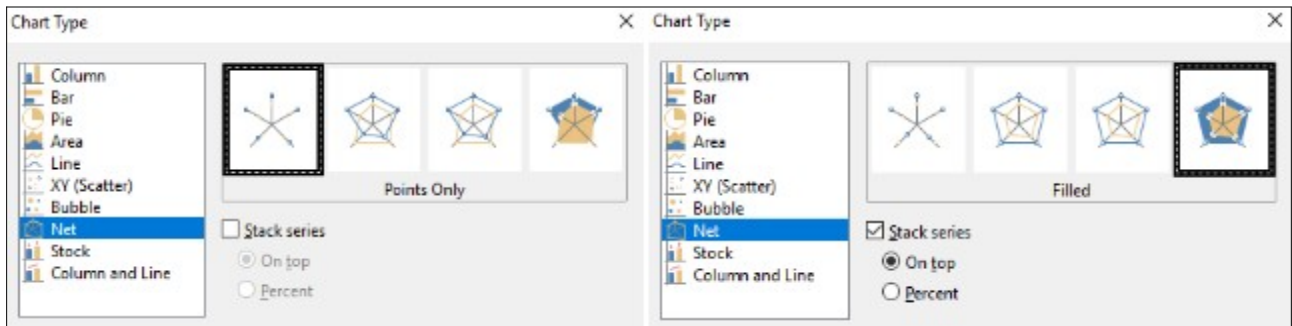 Chart Type
Column
Bar
Pie
Area
Line
XY (Scatter)
Bubble
Net
Stock
Column and Line
Points Only
Stack series
On top
Percent
Chart Type
Column
Bar
Pie
Area
Line
XY (Scatter)
Bubble
Net
Stock
Column and Line
Filled
Stack series
On top
Percent